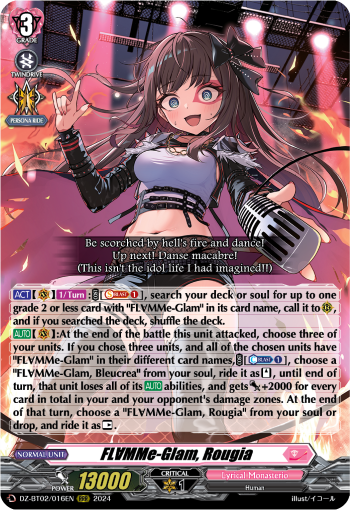 3
GRADE
TWINDRIVE
PERSONA RIDE
Be scorched by hell's fire and dance!
Up next! Danse macabre!
(This isn't the idol life I had imagined!!)
ACT 1/Turn : BLAST 1, search your deck or soul for up to one
grade 2 or less card with "FLVMMe-Glam" in its card name, call it to,
and if you searched the deck, shuffle the deck.
AUTO :At the end of the battle this unit attacked, choose three of
your units. If you chose three units, and all of the chosen units have
"FLVMMe-Glam" in their different card names, BLAST 1, choose a
"FLVMMe-Glam, Bleucrea" from your soul, ride it as, until end of
turn, that unit loses all of its AUTO abilities, and gets +2000 for every
card in total in your and your opponent's damage zones. At the end
of that turn, choose a "FLVMMe-Glam, Rougia" from your soul or
drop, and ride it as.
NORMAL UNIT
FLVMMe-Glam, Rougia
POWER 13000 CRITICAL 1
Lyrical Monasterio
Human
DZ-BT02/016EN RRR 2024
illust/イコール